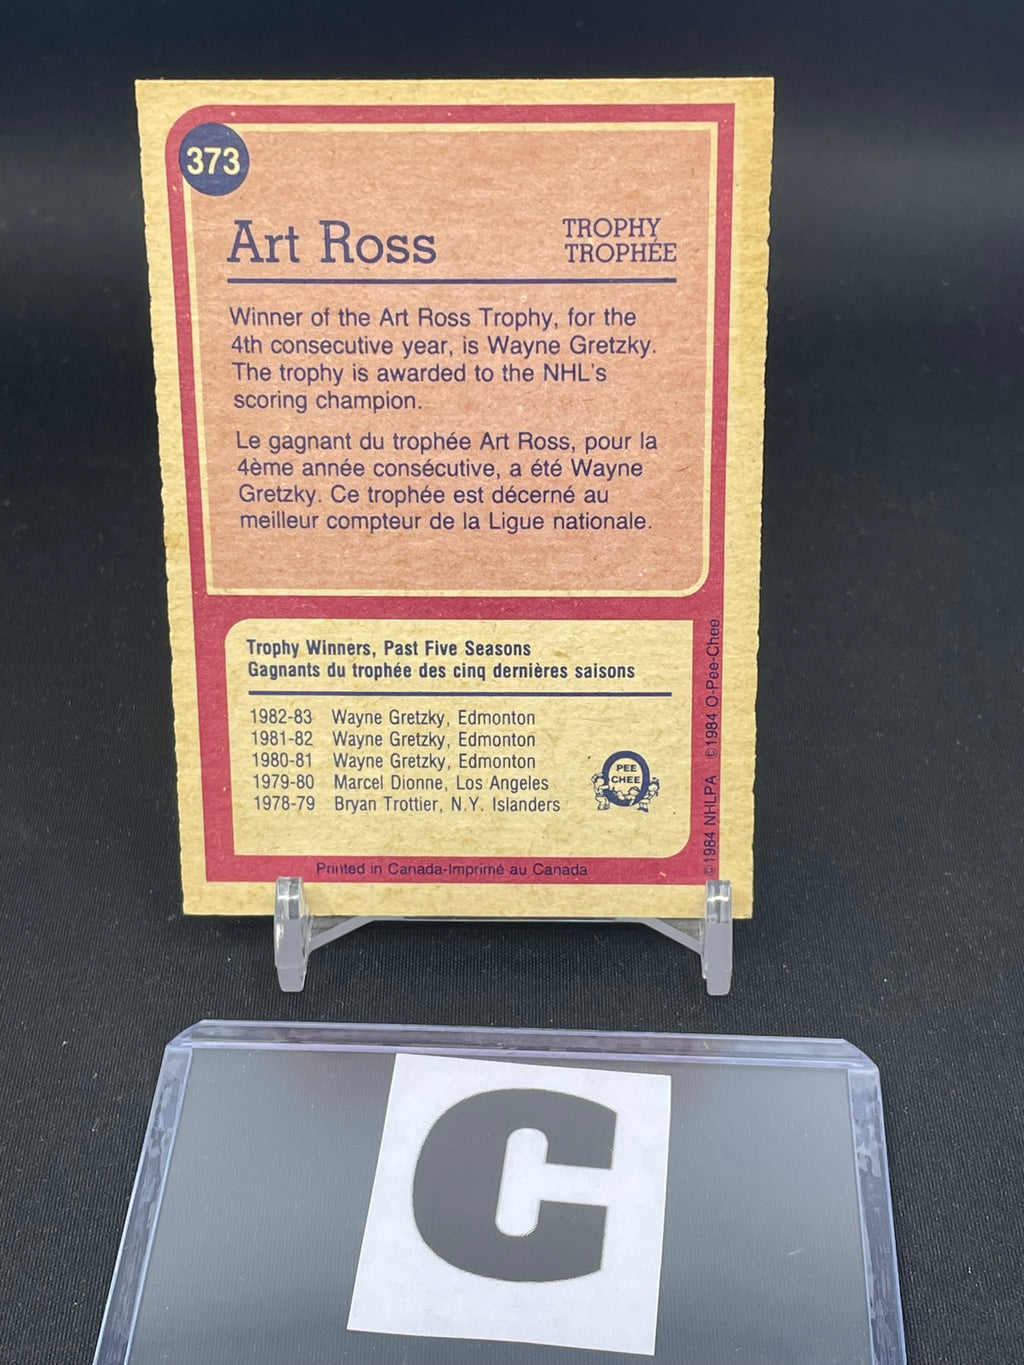 373
Art Ross
TROPHY
TROPHÉE
Winner of the Art Ross Trophy, for the
4th consecutive year, is Wayne Gretzky.
The trophy is awarded to the NHL's
scoring champion.
Le gagnant du trophée Art Ross, pour la
4ème année consécutive, a été Wayne
Gretzky. Ce trophée est décerné au
meilleur compteur de la Ligue nationale.
Trophy Winners, Past Five Seasons
Gagnants du trophée des cinq dernières saisons
1982-83 Wayne Gretzky, Edmonton
1981-82 Wayne Gretzky, Edmonton
1980-81 Wayne Gretzky, Edmonton
1979-80 Marcel Dionne, Los Angeles
1978-79 Bryan Trottier, N.Y. Islanders
PEE
CHEE
©1984 NHLPA ©1984 O-Pee-Chee
Printed in Canada-Imprimé au Canada
C